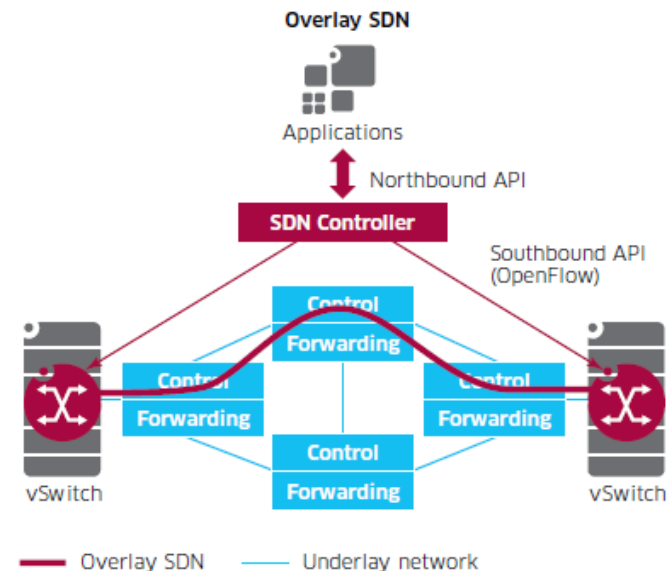 Overlay SDN
Applications
Northbound API
SDN Controller
Southbound API
(OpenFlow)
Control
Forwarding
Control
Forwarding
Control
Forwarding
Control
Forwarding
vSwitch
vSwitch
Overlay SDN
Underlay network